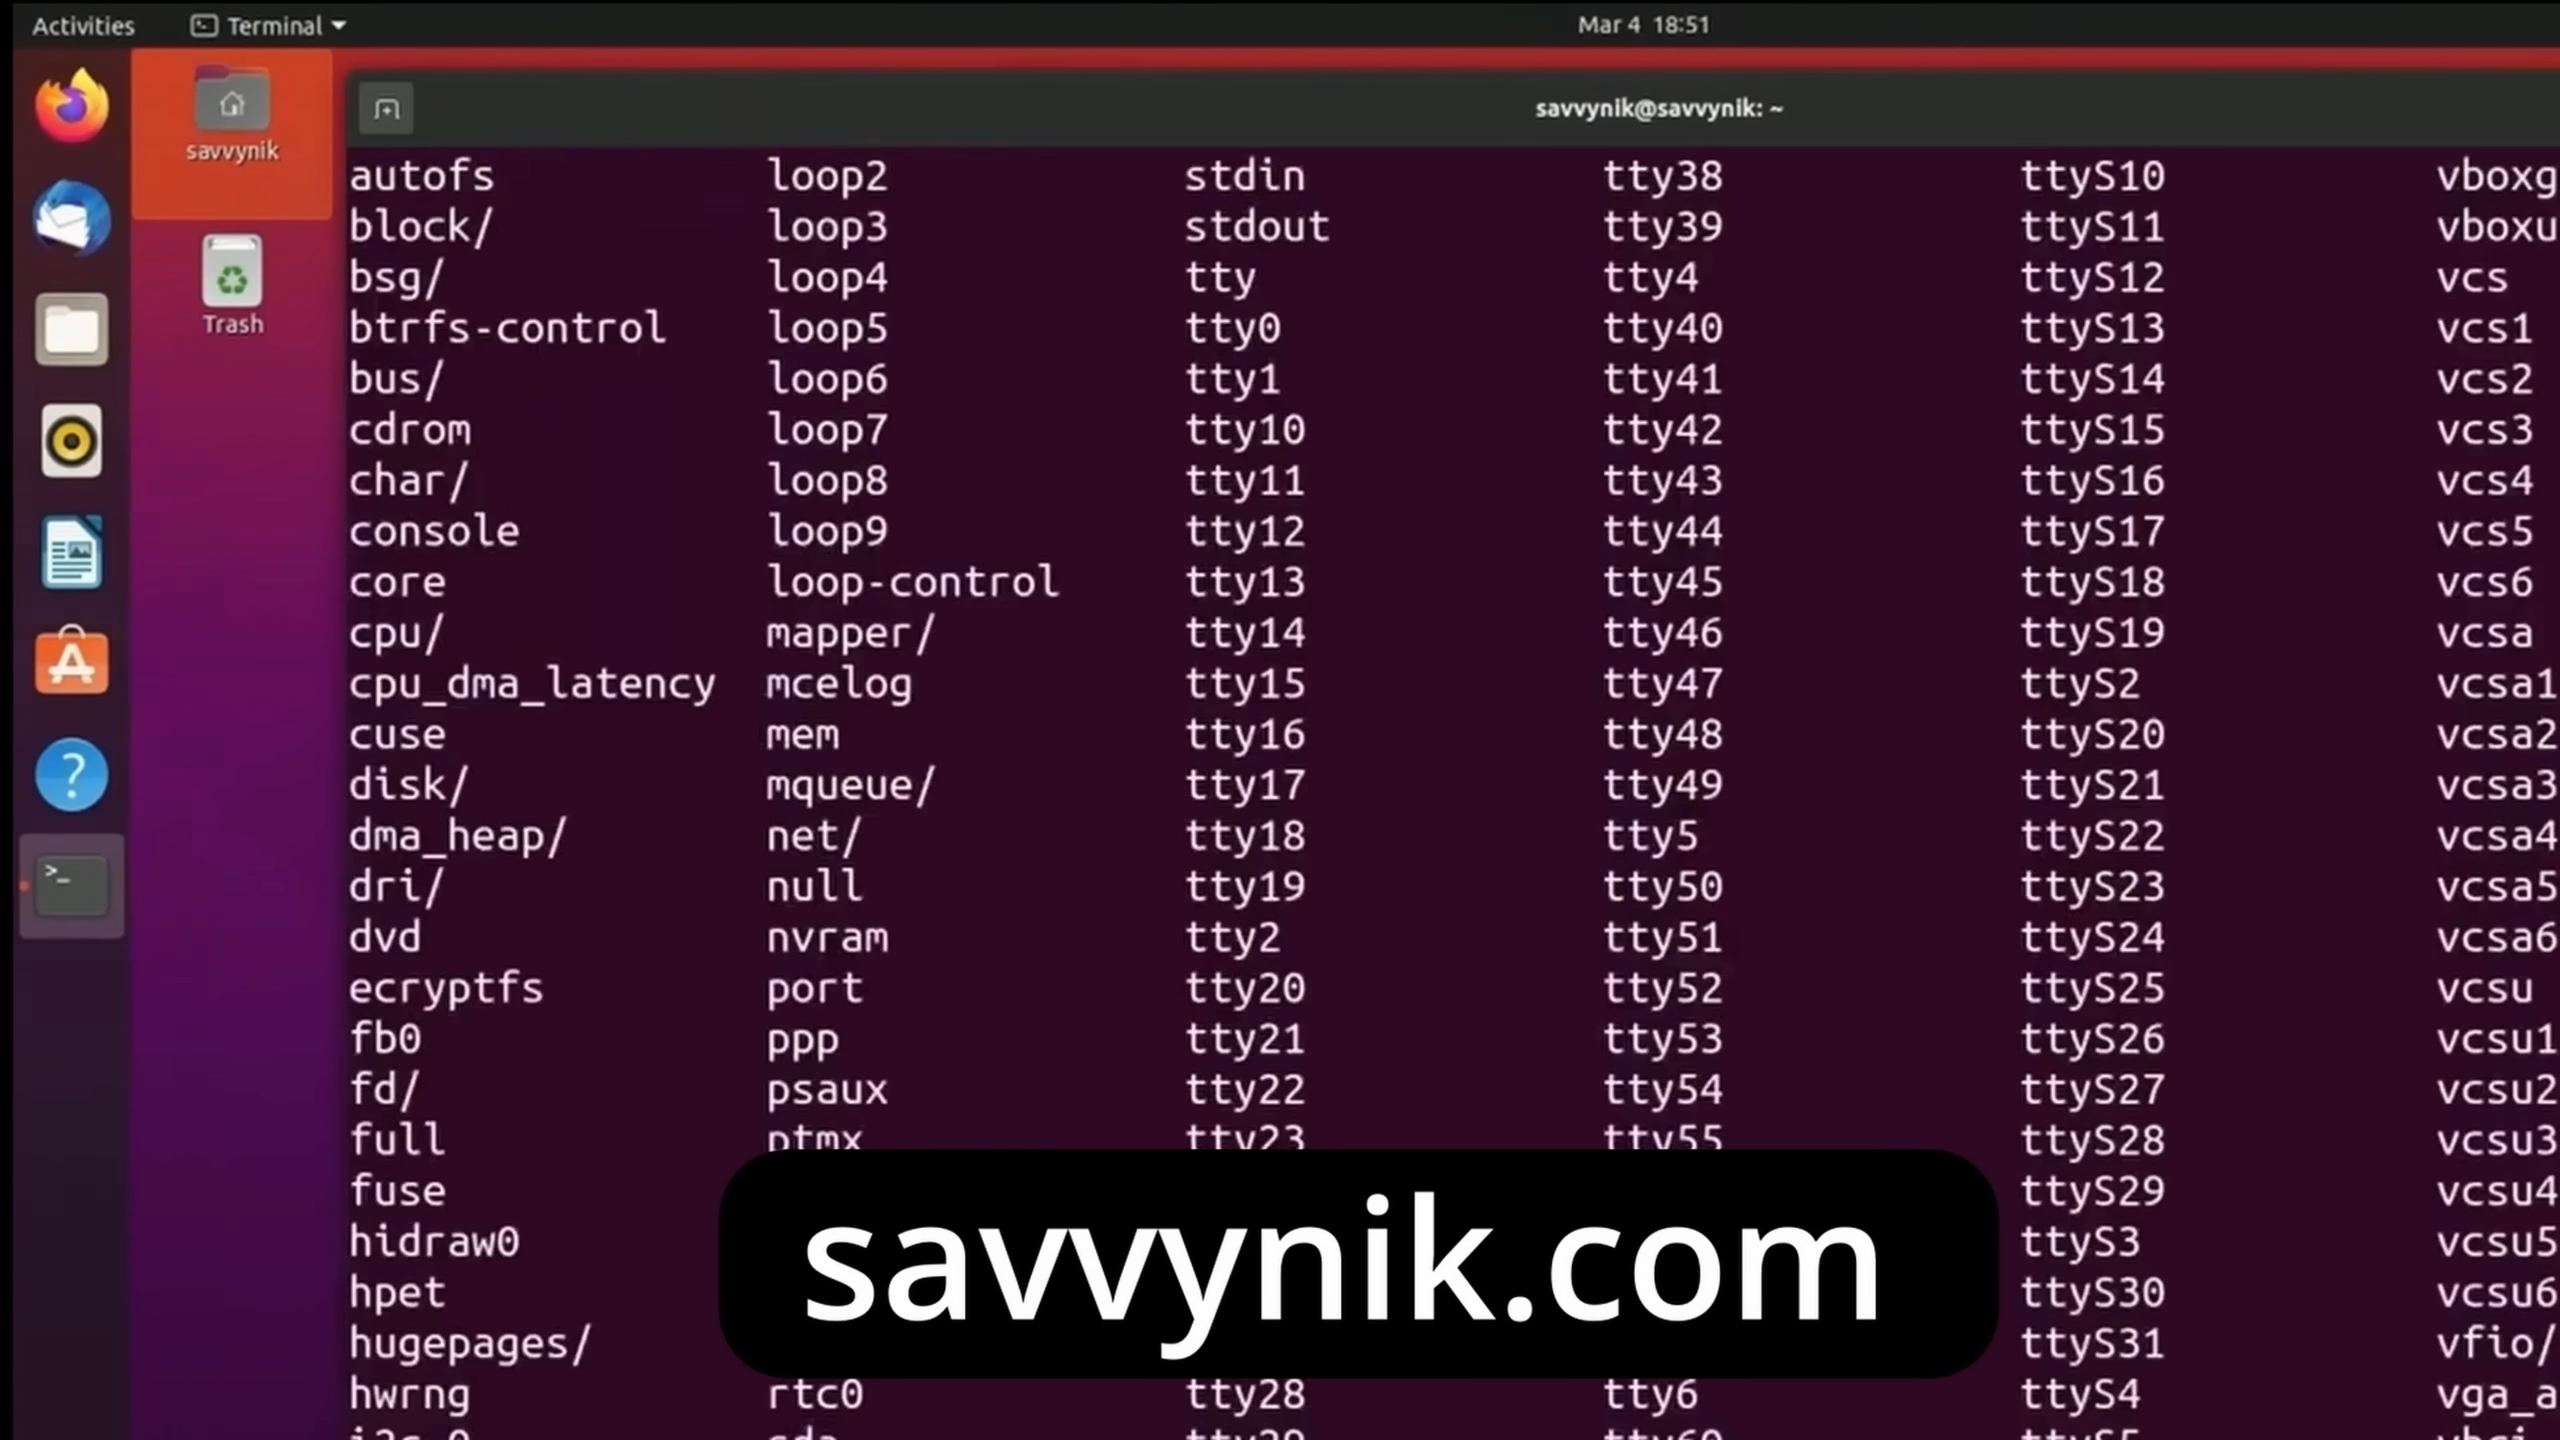 Activities Terminal Mar 4 18:51
savvynik@savvynik: ~
savvynik
Trash
autofs loop2 stdin tty38 ttyS10 vboxg
block/ loop3 stdout tty39 ttyS11 vboxu
bsg/ loop4 tty tty4 ttyS12 vcs
btrfs-control loop5 tty0 tty40 ttyS13 vcs1
bus/ loop6 tty1 tty41 ttyS14 vcs2
cdrom loop7 tty10 tty42 ttyS15 vcs3
char/ loop8 tty11 tty43 ttyS16 vcs4
console loop9 tty12 tty44 ttyS17 vcs5
core loop-control tty13 tty45 ttyS18 vcs6
cpu/ mapper/ tty14 tty46 ttyS19 vcsa
cpu_dma_latency mcelog tty15 tty47 ttyS2 vcsa1
cuse mem tty16 tty48 ttyS20 vcsa2
disk/ mqueue/ tty17 tty49 ttyS21 vcsa3
dma_heap/ net/ tty18 tty5 ttyS22 vcsa4
dri/ null tty19 tty50 ttyS23 vcsa5
dvd nvram tty2 tty51 ttyS24 vcsa6
ecryptfs port tty20 tty52 ttyS25 vcsu
fb0 ppp tty21 tty53 ttyS26 vcsu1
fd/ psaux tty22 tty54 ttyS27 vcsu2
full ptmx tty23 tty55 ttyS28 vcsu3
fuse ttyS29 vcsu4
hidraw0 ttyS3 vcsu5
hpet ttyS30 vcsu6
hugepages/ ttyS31 vfio/
hwrng rtc0 tty28 tty6 ttyS4 vga_a
savvynik.com